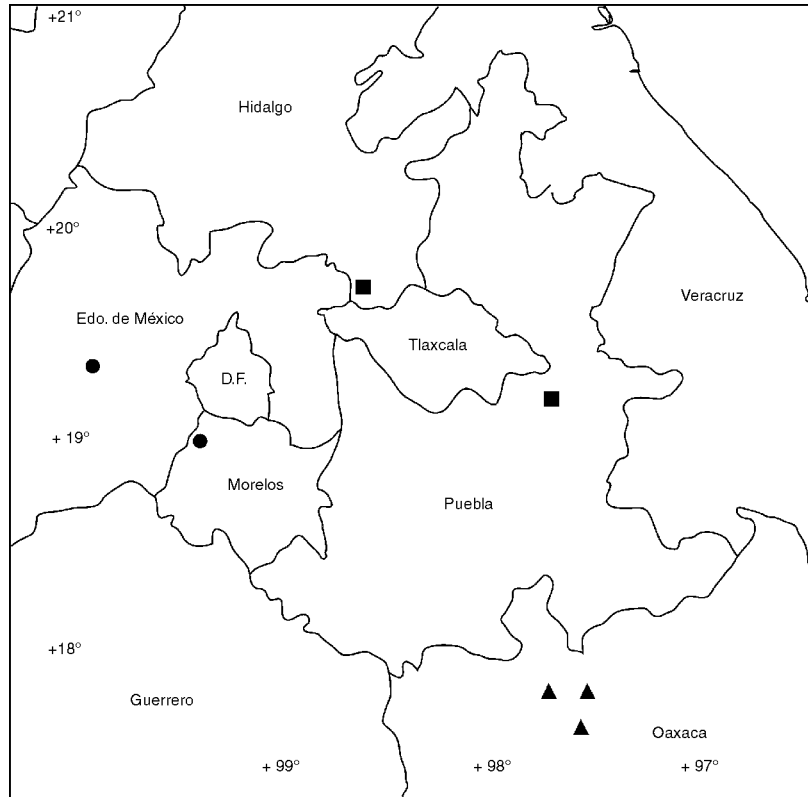 +21°
Hidalgo
+20°
Veracruz
Edo. de México
Tlaxcala
D.F.
+ 19°
Morelos
Puebla
+18°
Guerrero
Oaxaca
+ 99°
+ 98°
+ 97°